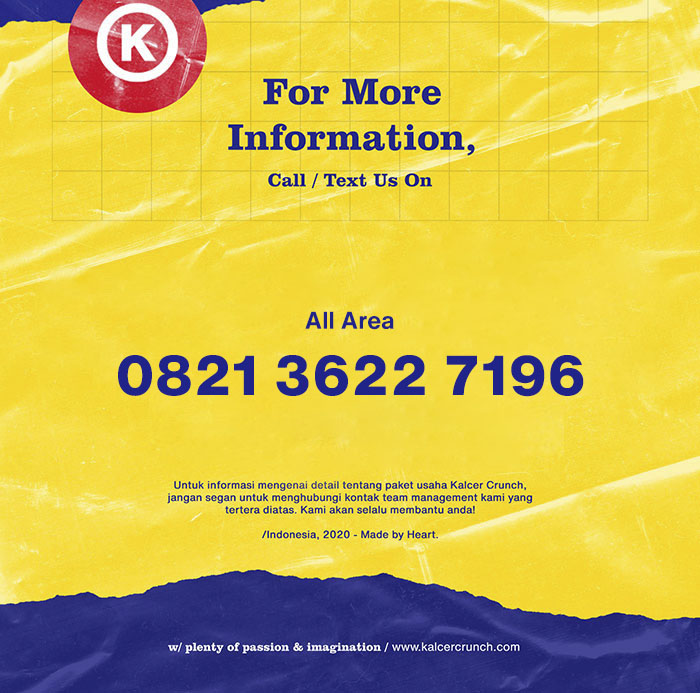 K
For More
Information,
Call / Text Us On
All Area
0821 3622 7196
Untuk informasi mengenai detail tentang paket usaha Kalcer Crunch,
jangan segan untuk menghubungi kontak team management kami yang
tertera diatas. Kami akan selalu membantu anda!
/Indonesia, 2020 - Made by Heart.
w/ plenty of passion & imagination / www.kalcercrunch.com